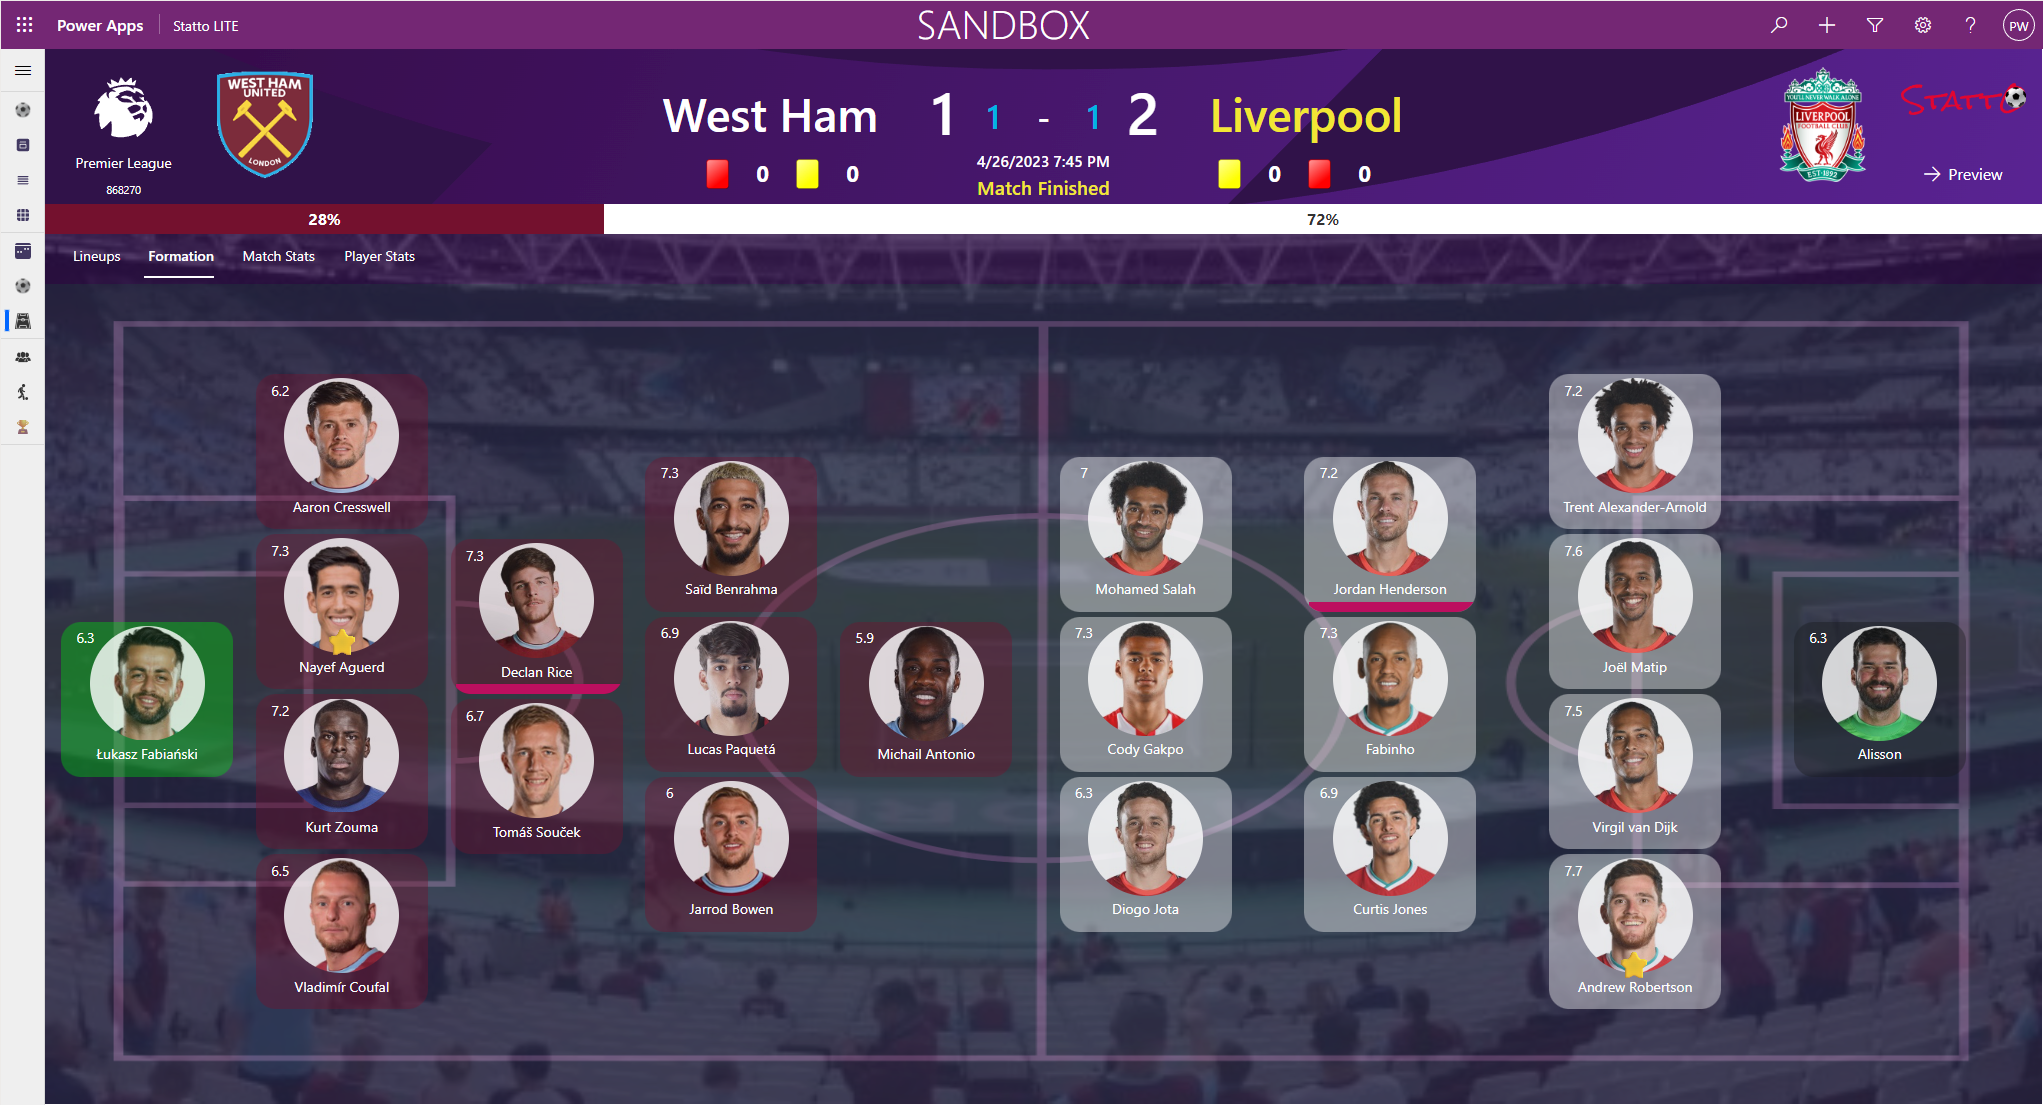 Power Apps
Statto LITE
SANDBOX
PW
Premier League
868270
WEST HAM
UNITED
LONDON
West Ham
1
1
-
1
2
Liverpool
0
0
4/26/2023 7:45 PM
Match Finished
0
0
YOU'LL NEVER WALK ALONE
LIVERPOOL
FOOTBALL CLUB
EST·1892
Statto
Preview
28%
72%
Lineups
Formation
Match Stats
Player Stats
6.3
Łukasz Fabiański
6.2
Aaron Cresswell
7.3
Nayef Aguerd
7.2
Kurt Zouma
6.5
Vladimír Coufal
7.3
Declan Rice
6.7
Tomáš Souček
7.3
Saïd Benrahma
6.9
Lucas Paquetá
6
Jarrod Bowen
5.9
Michail Antonio
7
Mohamed Salah
7.3
Cody Gakpo
6.3
Diogo Jota
7.2
Jordan Henderson
7.3
Fabinho
6.9
Curtis Jones
7.2
Trent Alexander-Arnold
7.6
Joël Matip
7.5
Virgil van Dijk
7.7
Andrew Robertson
6.3
Alisson